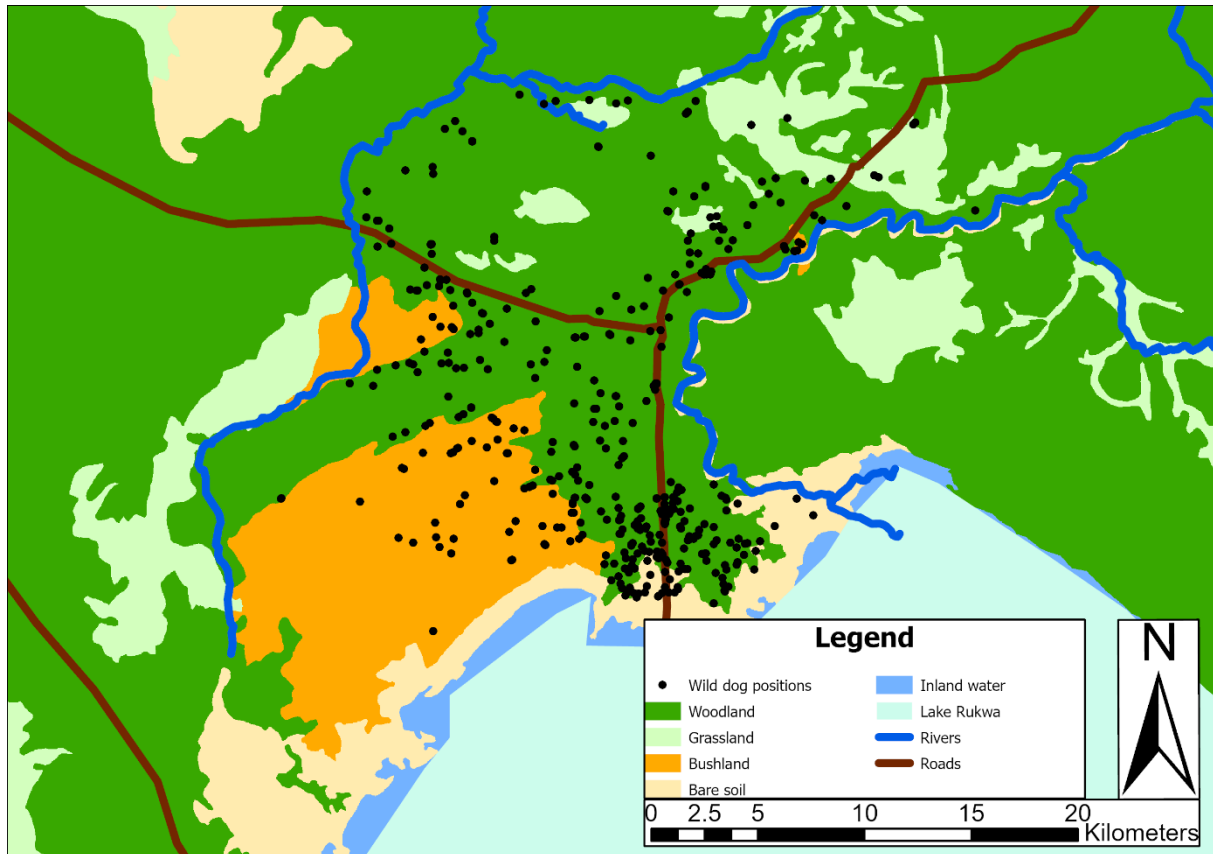 Legend
N
Wild dog positions
Inland water
Woodland
Lake Rukwa
Grassland
Rivers
Bushland
Roads
Bare soil
0 2.5 5 10 15 20
Kilometers